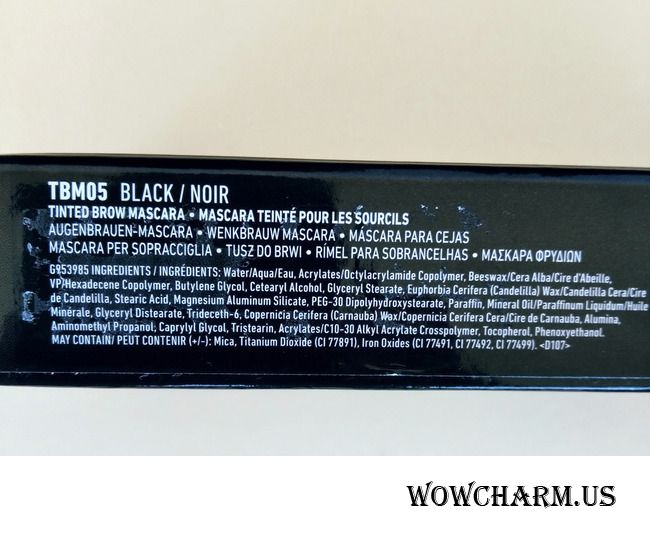 TBM05 BLACK / NOIR
TINTED BROW MASCARA • MASCARA TEINTÉ POUR LES SOURCILS
AUGENBRAUEN-MASCARA • WENKBRAUW MASCARA • MÁSCARA PARA CEJAS
MASCARA PER SOPRACCIGLIA • TUSZ DO BRWI • RÍMEL PARA SOBRANCELHAS • ΜΑΣΚΑΡΑ ΦΡΥΔΙΩΝ
G953985 INGREDIENTS / INGRÉDIENTS: Water/Aqua/Eau, Acrylates/Octylacrylamide Copolymer, Beeswax/Cera Alba/Cire d'Abeille,
VP/Hexadecene Copolymer, Butylene Glycol, Cetearyl Alcohol, Glyceryl Stearate, Euphorbia Cerifera (Candelilla) Wax/Candelilla Cera/Cire
de Candelilla, Stearic Acid, Magnesium Aluminum Silicate, PEG-30 Dipolyhydroxystearate, Paraffin, Mineral Oil/Paraffinum Liquidum/Huile
Minérale, Glyceryl Distearate, Trideceth-6, Copernicia Cerifera (Carnauba) Wax/Copernicia Cerifera Cera/Cire de Carnauba, Alumina,
Aminomethyl Propanol, Caprylyl Glycol, Tristearin, Acrylates/C10-30 Alkyl Acrylate Crosspolymer, Tocopherol, Phenoxyethanol.
MAY CONTAIN/ PEUT CONTENIR (+/-): Mica, Titanium Dioxide (CI 77891), Iron Oxides (CI 77491, CI 77492, CI 77499). <D107>
WOWCHARM.US